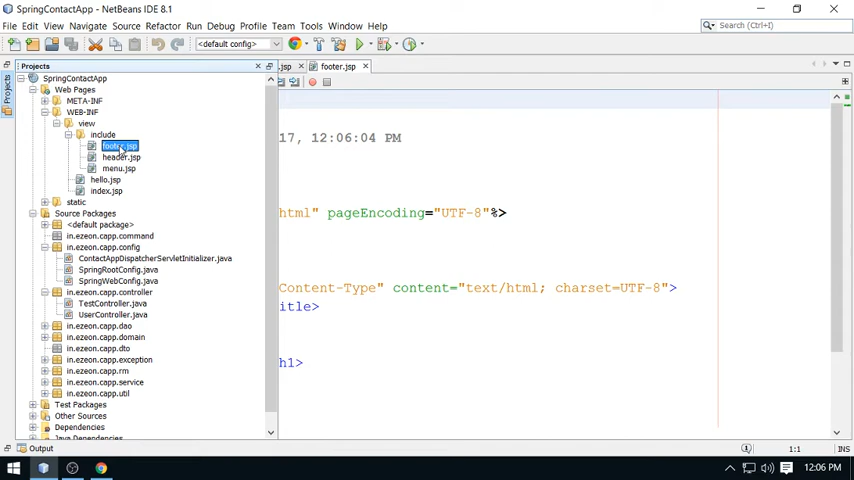 SpringContactApp - NetBeans IDE 8.1
File Edit View Navigate Source Refactor Run Debug Profile Team Tools Window Help
Search (Ctrl+I)
<default config>
Projects
.jsp
footer.jsp
Projects
SpringContactApp
Web Pages
META-INF
WEB-INF
view
include
footer.jsp
header.jsp
menu.jsp
hello.jsp
index.jsp
static
Source Packages
<default package>
in.ezeon.capp.command
in.ezeon.capp.config
ContactAppDispatcherServletInitializer.java
SpringRootConfig.java
SpringWebConfig.java
in.ezeon.capp.controller
TestController.java
UserController.java
in.ezeon.capp.dao
in.ezeon.capp.domain
in.ezeon.capp.dto
in.ezeon.capp.exception
in.ezeon.capp.rm
in.ezeon.capp.service
in.ezeon.capp.util
Test Packages
Other Sources
Dependencies
Java Dependencies
17, 12:06:04 PM
html" pageEncoding="UTF-8"%>
Content-Type" content="text/html; charset=UTF-8">
itle>
h1>
Output
1:1
INS
12:06 PM